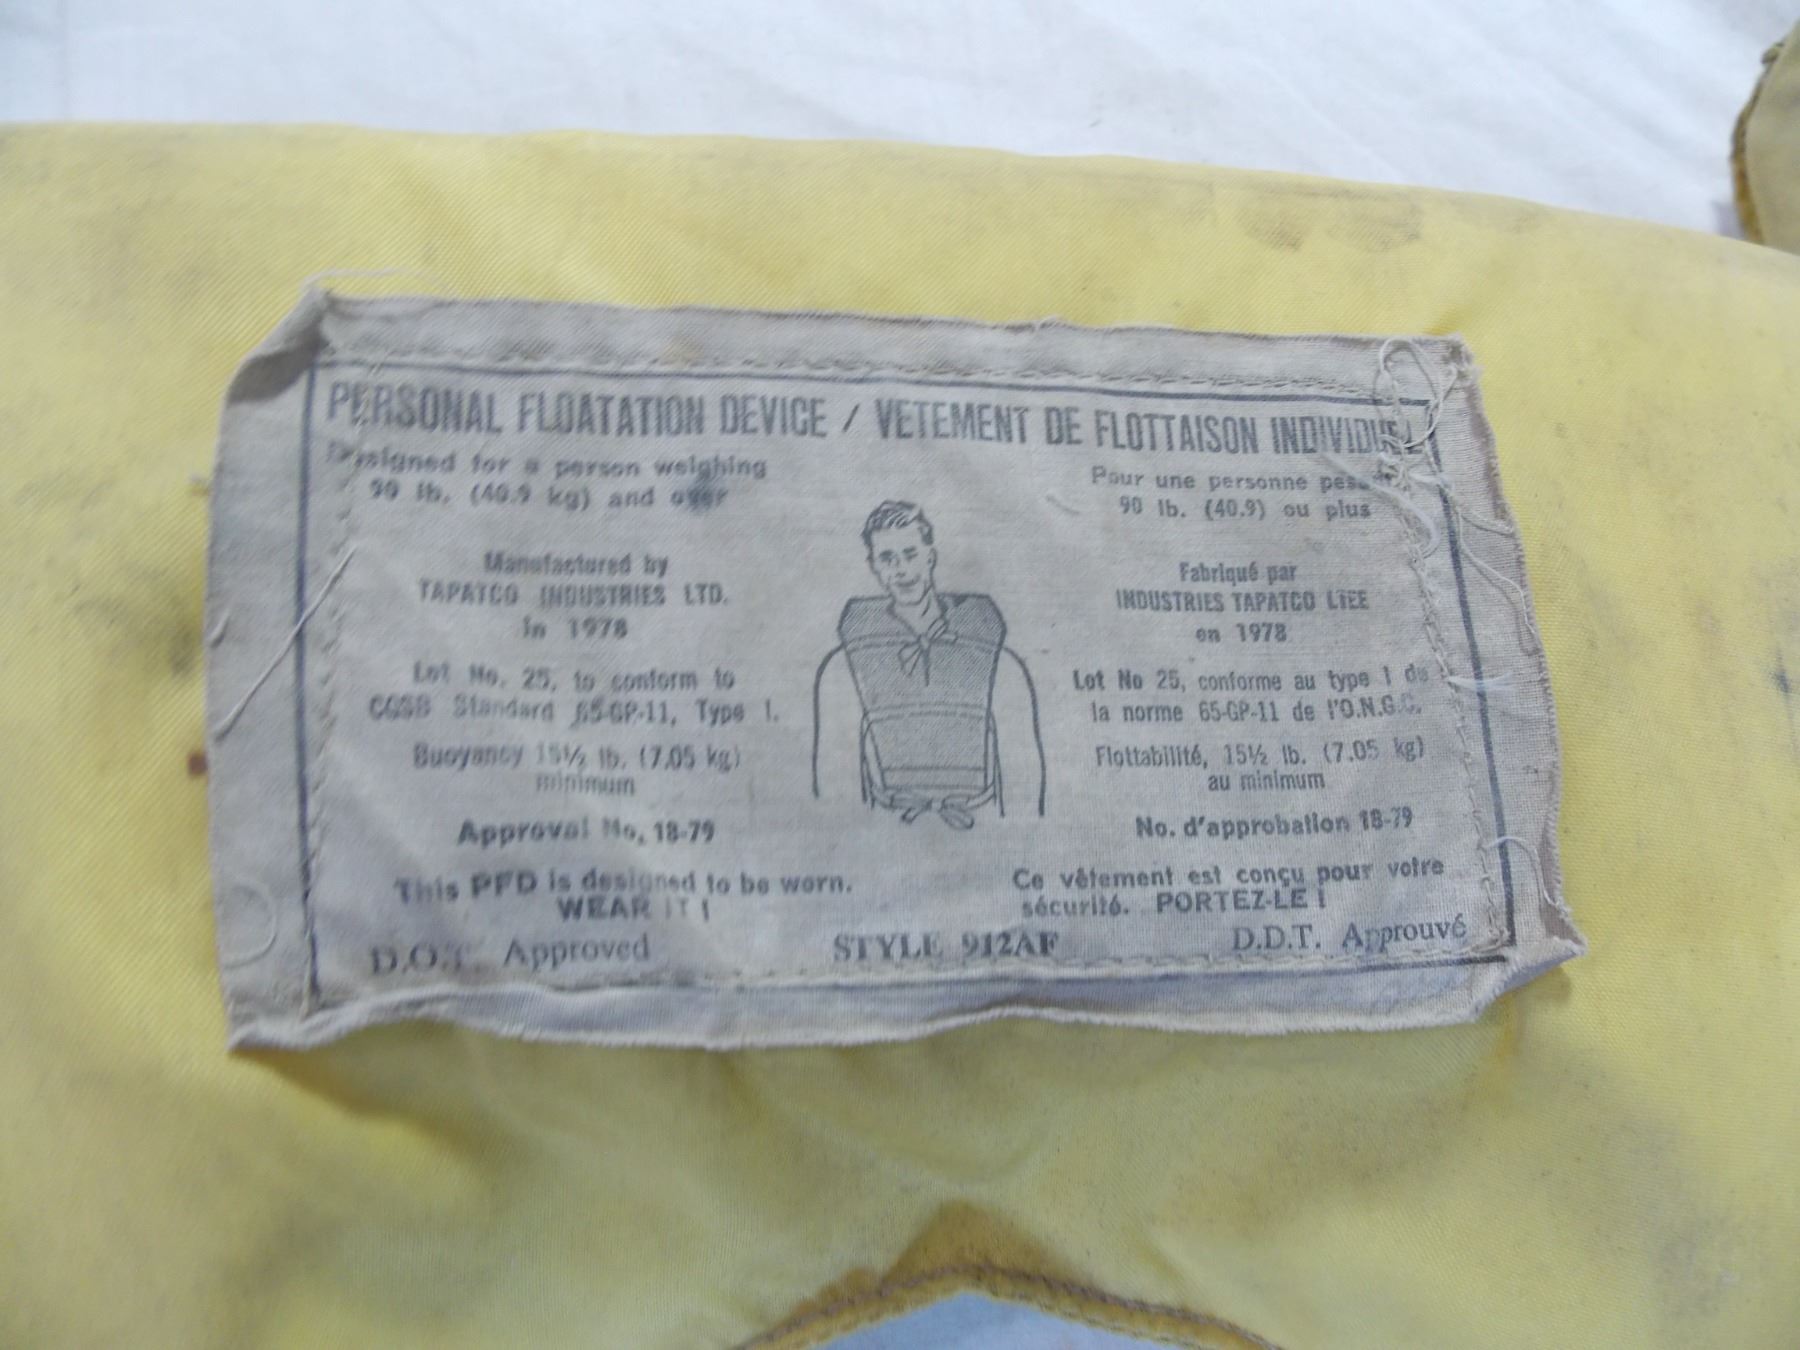 PERSONAL FLOATATION DEVICE / VETEMENT DE FLOTTAISON INDIVIDUEL
Designed for a person weighing
90 lb. (40.9 kg) and over
Manufactured by
TAPATCO INDUSTRIES LTD.
in 1978
Lot No. 25, to conform to
CGSB Standard 65-GP-11, Type I.
Buoyancy 15½ lb. (7.05 kg)
minimum
Approval No. 18-79
This PFD is designed to be worn.
WEAR IT !
D.O.T Approved
Pour une personne pesant
90 lb. (40.9) ou plus
Fabriqué par
INDUSTRIES TAPATCO LTEE
en 1978
Lot No 25, conforme au type I de
la norme 65-GP-11 de l'O.N.G.C.
Flottabilité, 15½ lb. (7.05 kg)
au minimum
No. d'approbation 18-79
Ce vêtement est conçu pour votre
sécurité. PORTEZ-LE !
STYLE 912AF
D.D.T. Approuvé